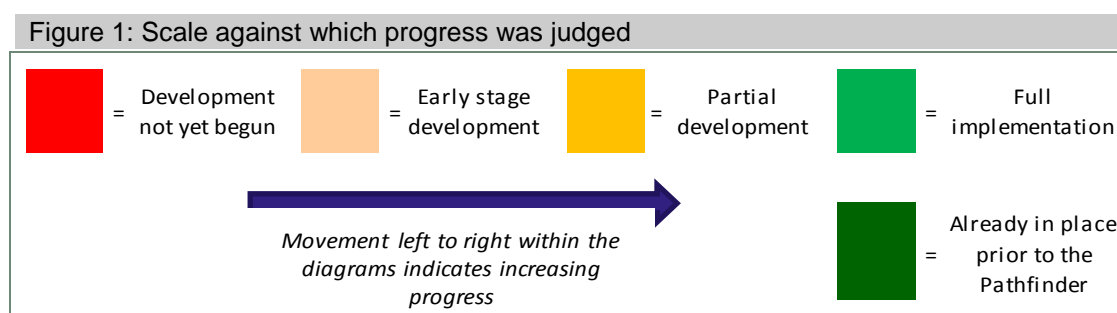 Figure 1: Scale against which progress was judged
= Development
not yet begun
= Early stage
development
= Partial
development
= Full
implementation
Movement left to right within the
diagrams indicates increasing
progress
= Already in place
prior to the
Pathfinder